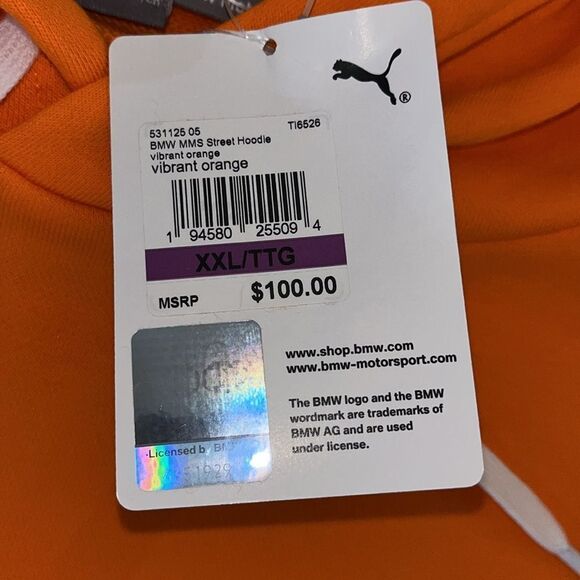 ®
531125 05 TI6526
BMW MMS Street Hoodie
vibrant orange
vibrant orange
1 94580 25509 4
XXL/TTG
MSRP $100.00
www.shop.bmw.com
www.bmw-motorsport.com
The BMW logo and the BMW
wordmark are trademarks of
BMW AG and are used
under license.
Licensed by